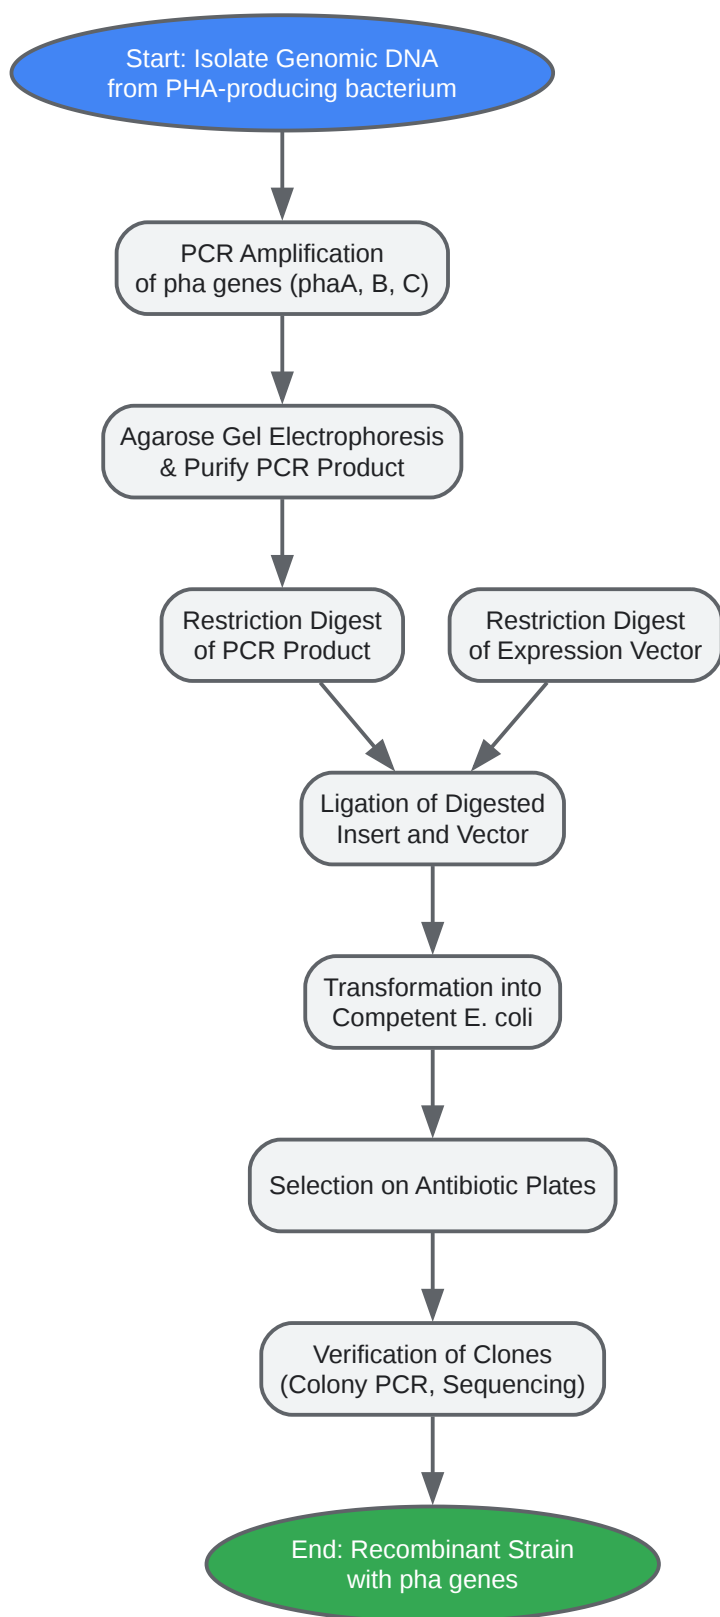 Start: Isolate Genomic DNA
from PHA-producing bacterium
PCR Amplification
of pha genes (phaA, B, C)
Agarose Gel Electrophoresis
& Purify PCR Product
Restriction Digest
of PCR Product
Restriction Digest
of Expression Vector
Ligation of Digested
Insert and Vector
Transformation into
Competent E. coli
Selection on Antibiotic Plates
Verification of Clones
(Colony PCR, Sequencing)
End: Recombinant Strain
with pha genes